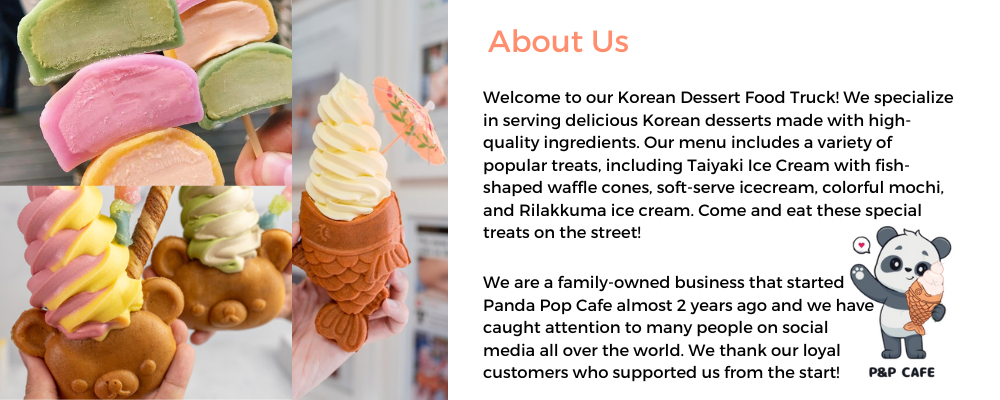 About Us
Welcome to our Korean Dessert Food Truck! We specialize
in serving delicious Korean desserts made with high-
quality ingredients. Our menu includes a variety of
popular treats, including Taiyaki Ice Cream with fish-
shaped waffle cones, soft-serve icecream, colorful mochi,
and Rilakkuma ice cream. Come and eat these special
treats on the street!
We are a family-owned business that started
Panda Pop Cafe almost 2 years ago and we have
caught attention to many people on social
media all over the world. We thank our loyal
customers who supported us from the start!
P&P CAFE